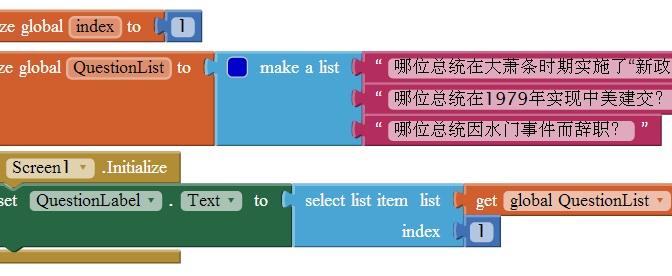 ze global index to 1
ze global QuestionList to make a list “ 哪位总统在大萧条时期实施了“新政
“ 哪位总统在1979年实现中美建交?
“ 哪位总统因水门事件而辞职? ”
Screen1 .Initialize
set QuestionLabel . Text to select list item list get global QuestionList
index 1